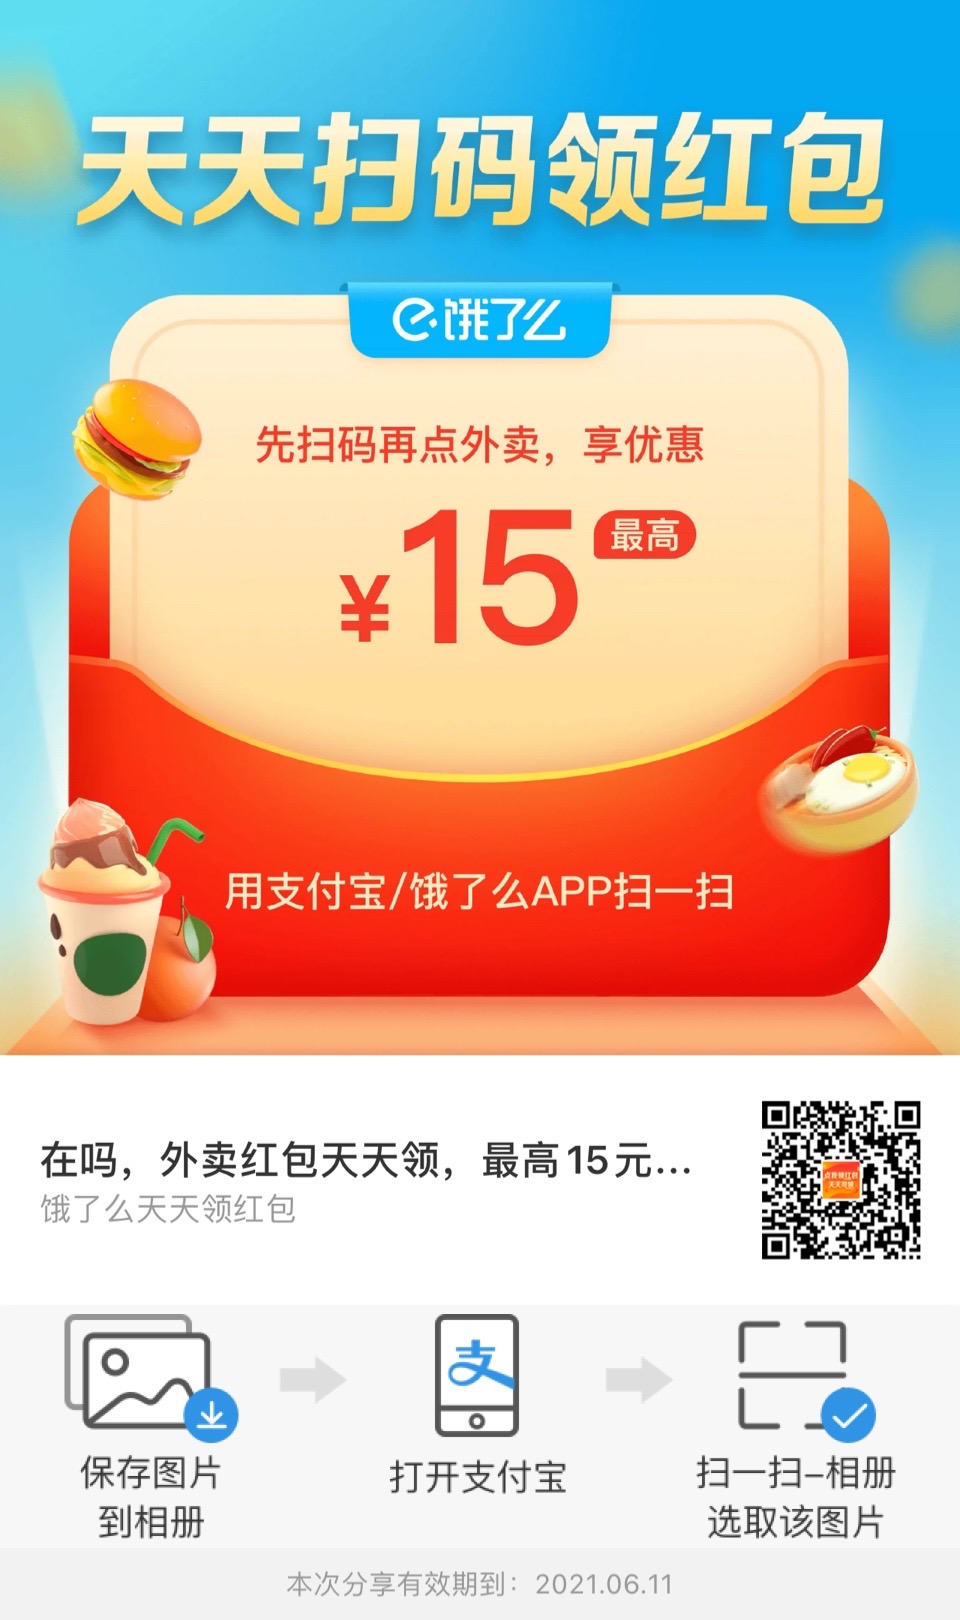 天天扫码领红包
饿了么
先扫码再点外卖，享优惠
¥15 最高
用支付宝/饿了么APP扫一扫
在吗，外卖红包天天领，最高15元...
饿了么天天领红包
支
保存图片
到相册
打开支付宝
扫一扫-相册
选取该图片
本次分享有效期到：2021.06.11